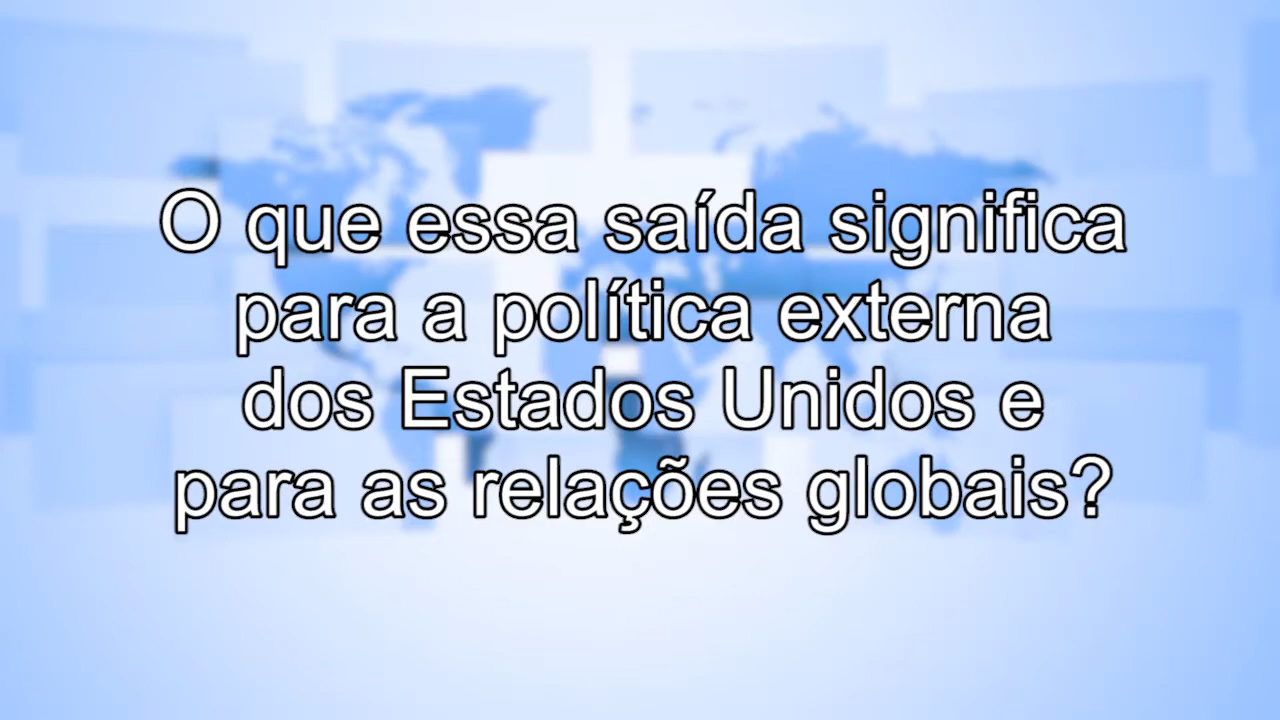 O que essa saída significa
para a política externa
dos Estados Unidos e
para as relações globais?